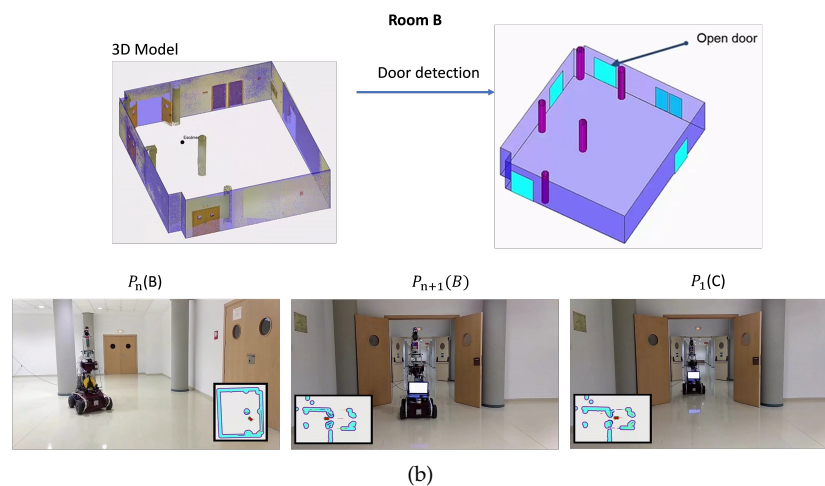 Room B
3D Model
Door detection
Open door
Pn(B)
Pn+1(B)
P1(C)
(b)